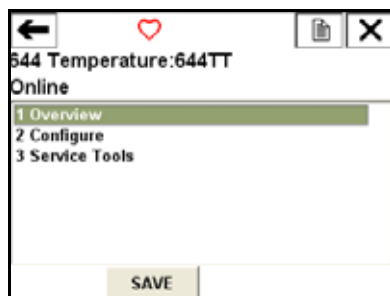 644 Temperature:644TT
Online
1 Overview
2 Configure
3 Service Tools
SAVE